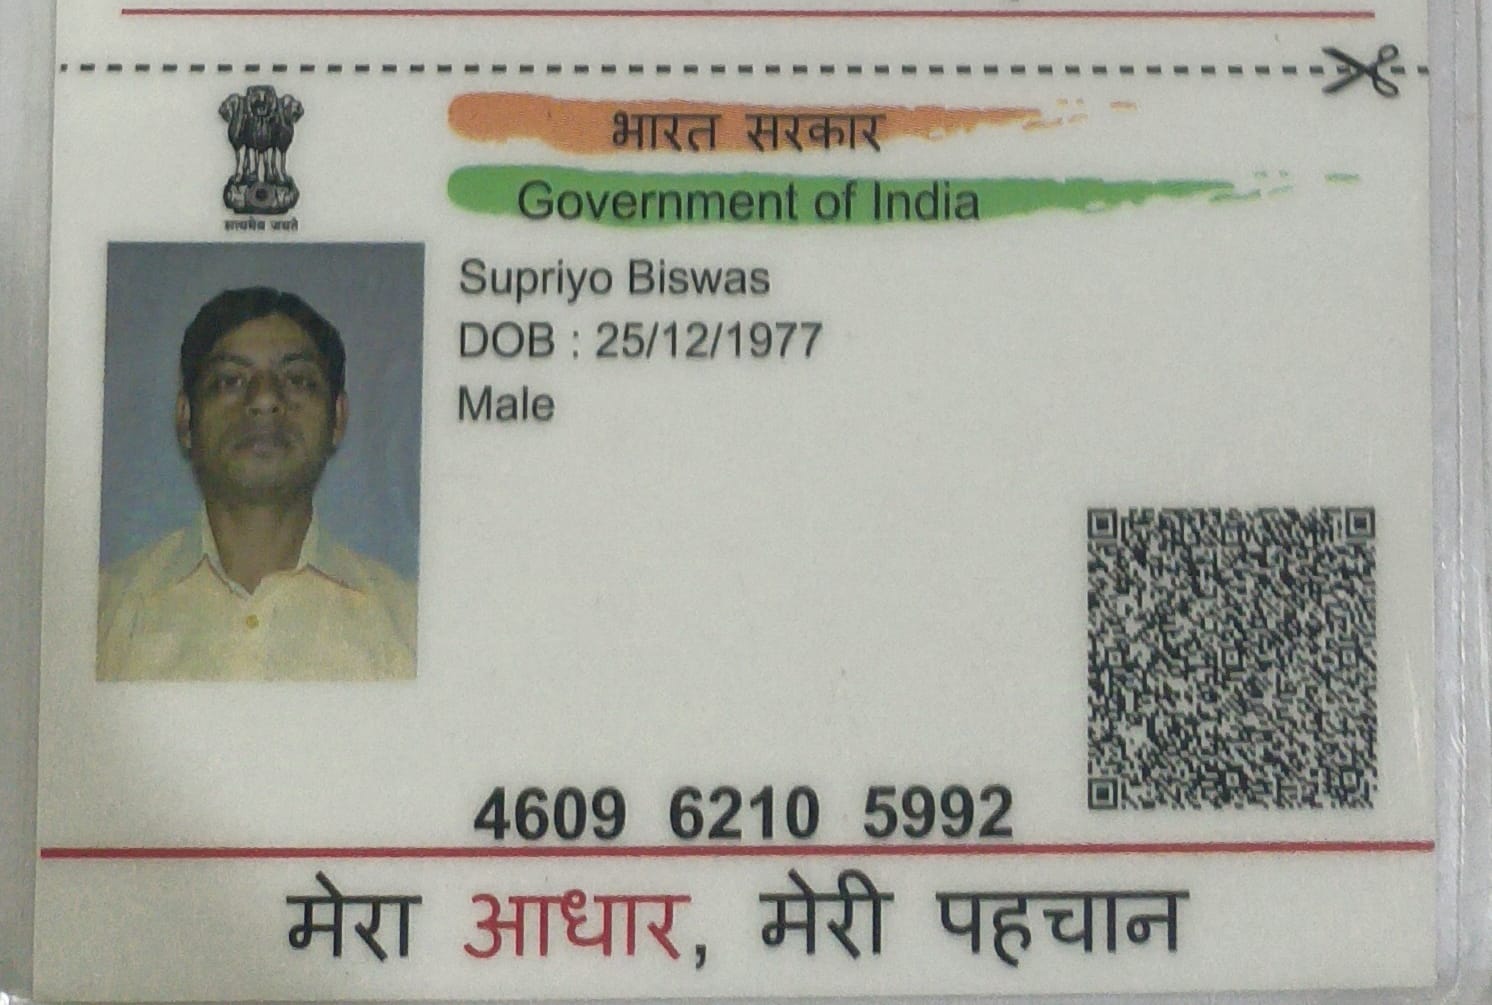 सत्यमेव जयते
भारत सरकार
Government of India
Supriyo Biswas
DOB : 25/12/1977
Male
4609 6210 5992
मेरा आधार, मेरी पहचान